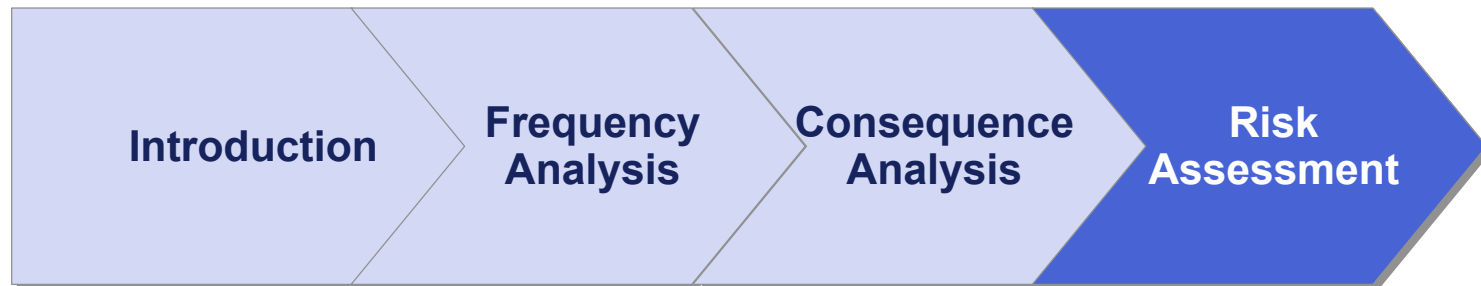 Introduction
Frequency
Analysis
Consequence
Analysis
Risk
Assessment